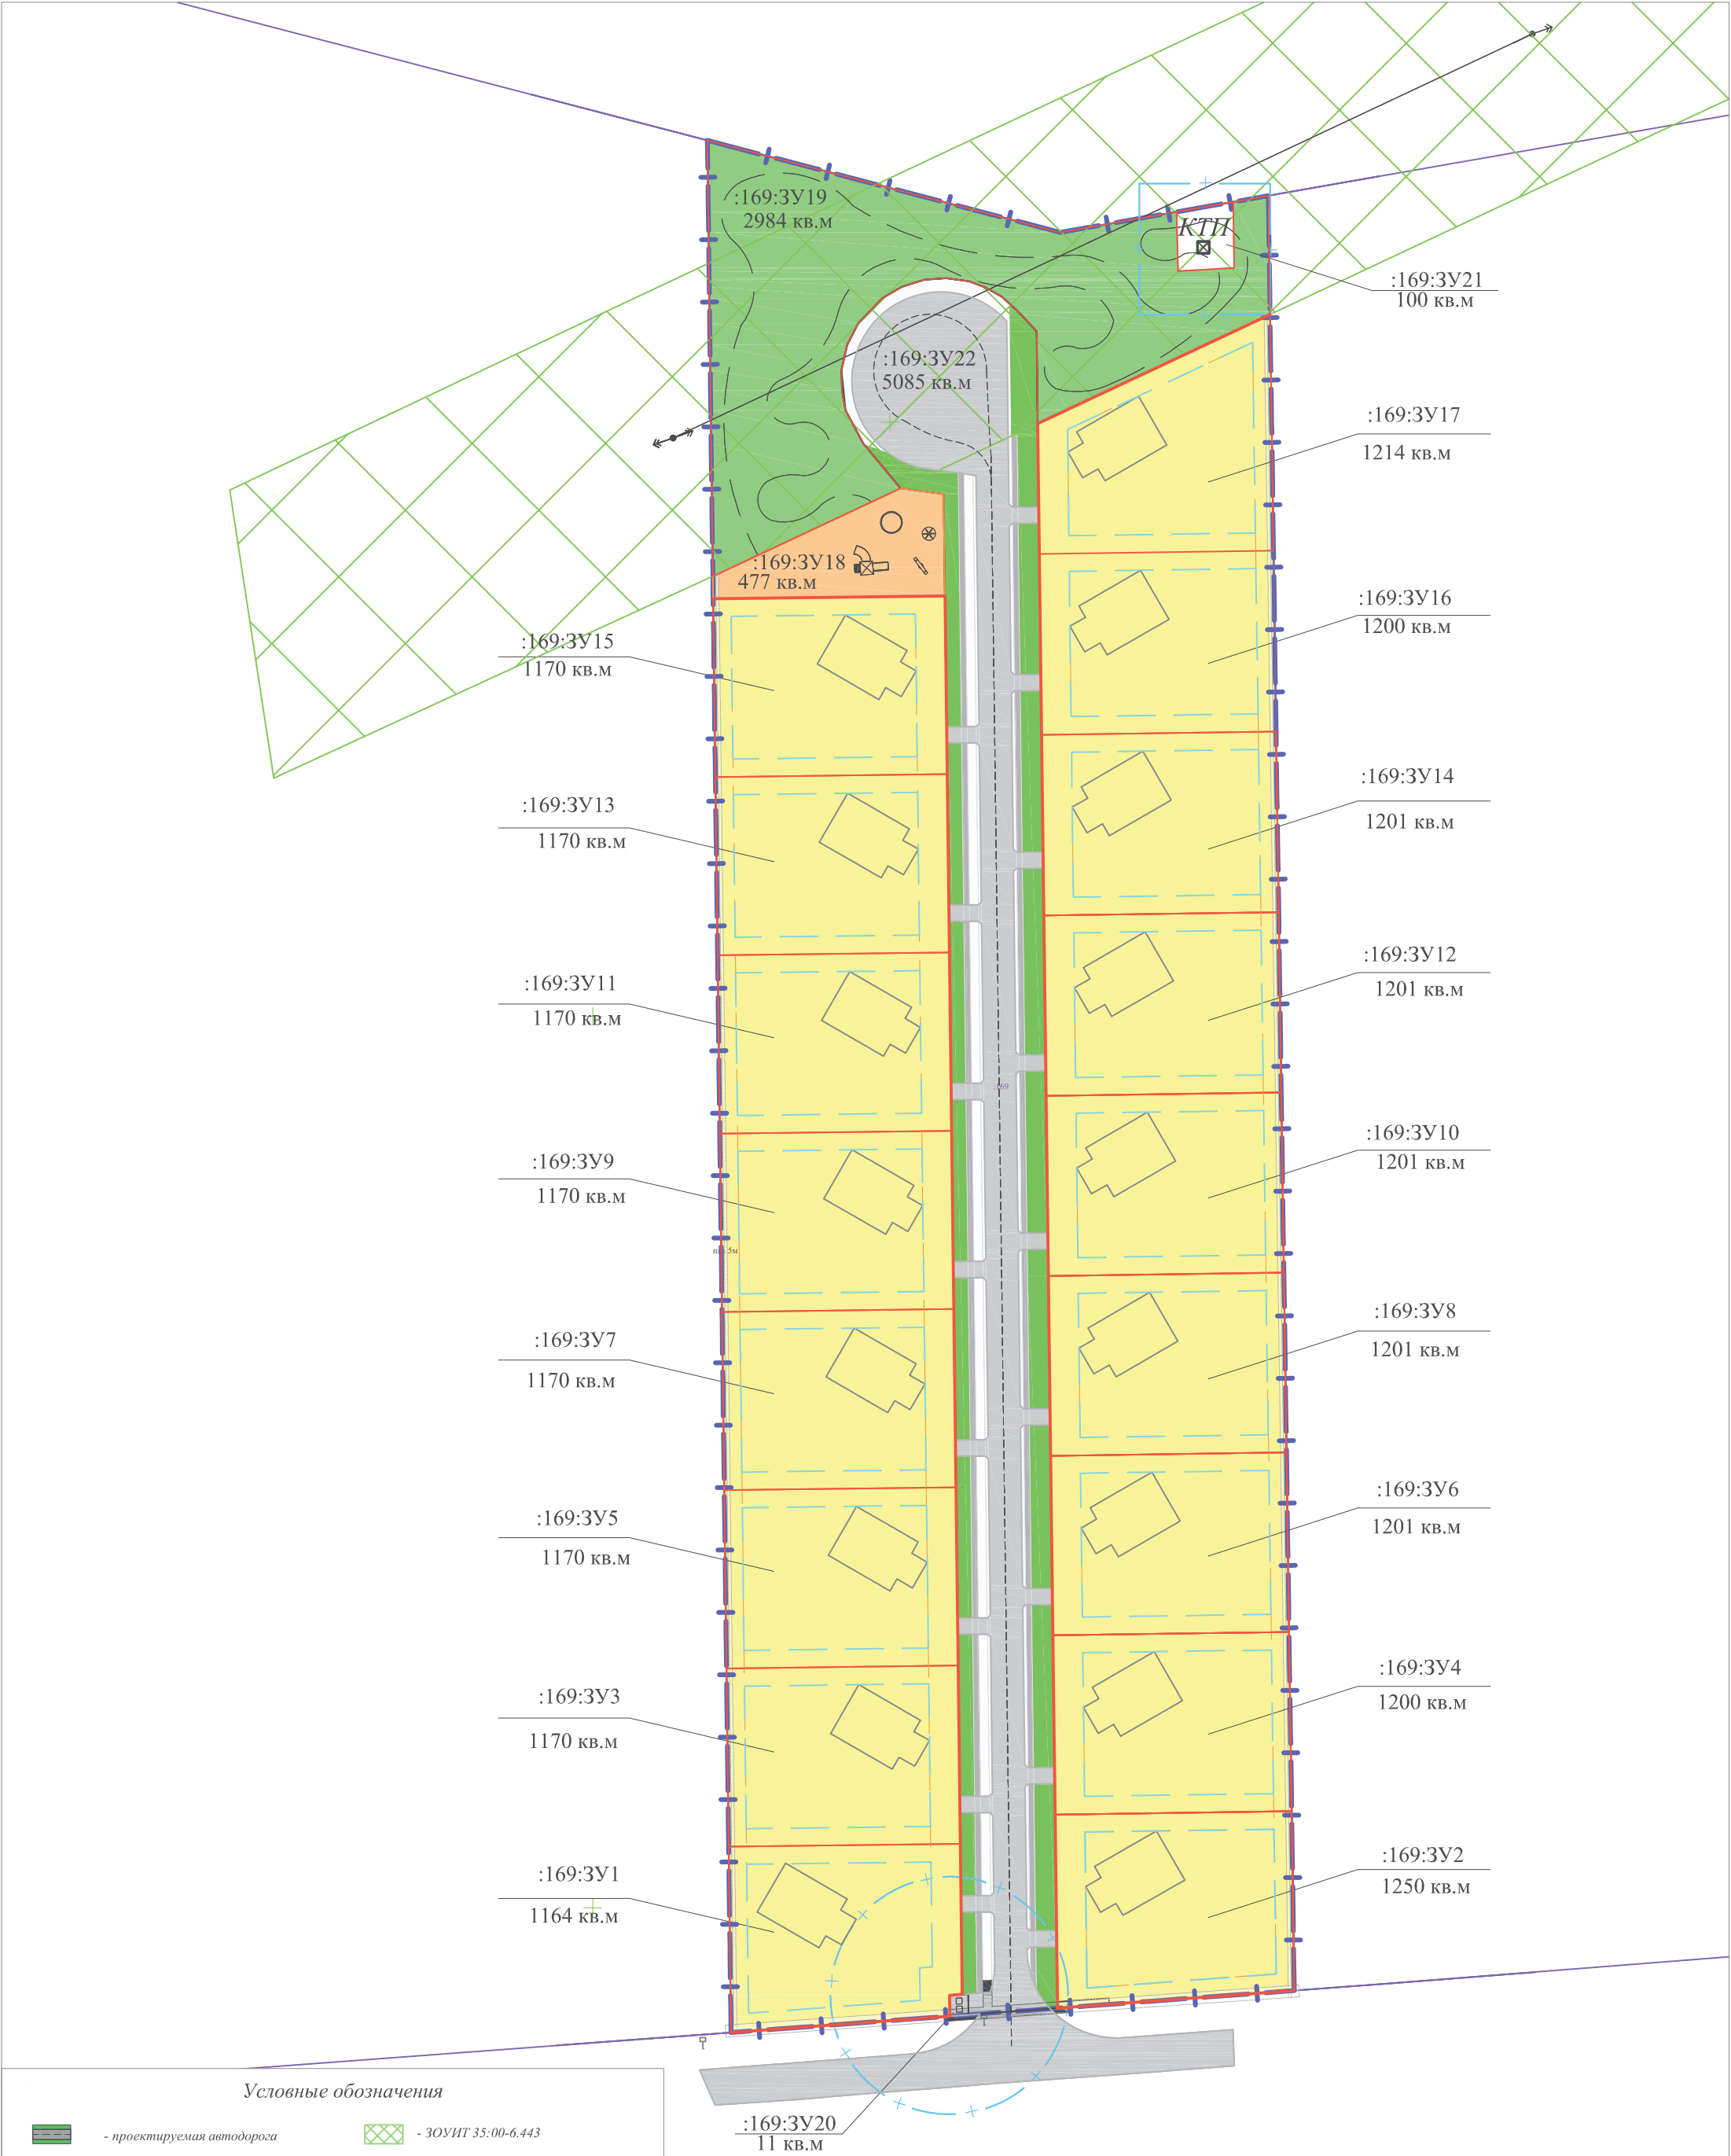 :169:ЗУ19
2984 кв.м
КТП
:169:ЗУ21
100 кв.м
:169:ЗУ22
5085 кв.м
:169:ЗУ17
1214 кв.м
:169:ЗУ18
477 кв.м
:169:ЗУ16
1200 кв.м
:169:ЗУ15
1170 кв.м
:169:ЗУ14
1201 кв.м
:169:ЗУ13
1170 кв.м
:169:ЗУ12
1201 кв.м
:169:ЗУ11
1170 кв.м
:169
:169:ЗУ10
1201 кв.м
:169:ЗУ9
1170 кв.м
5м
:169:ЗУ8
1201 кв.м
:169:ЗУ7
1170 кв.м
:169:ЗУ6
1201 кв.м
:169:ЗУ5
1170 кв.м
:169:ЗУ4
1200 кв.м
:169:ЗУ3
1170 кв.м
:169:ЗУ2
1250 кв.м
:169:ЗУ1
1164 кв.м
:169:ЗУ20
11 кв.м
Условные обозначения
- проектируемая автодорога
- ЗОУИТ 35:00-6.443